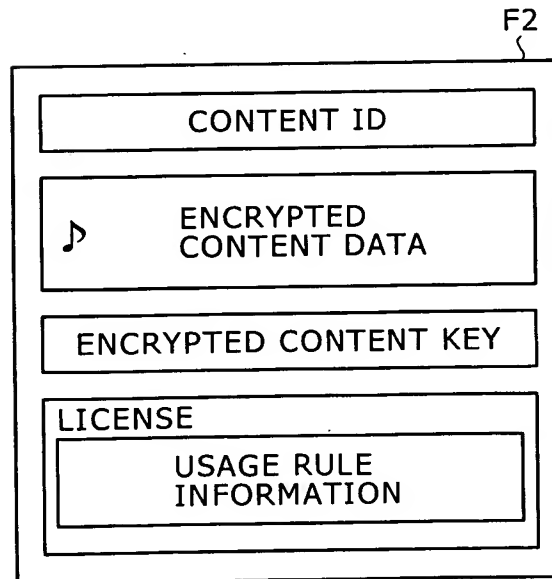 F2
CONTENT ID
♪ ENCRYPTED
CONTENT DATA
ENCRYPTED CONTENT KEY
LICENSE
USAGE RULE
INFORMATION